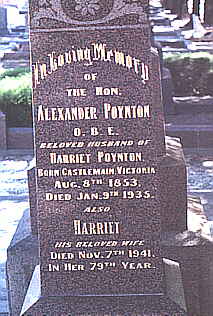 In Loving Memory
OF
THE HON.
ALEXANDER POYNTON
O.B.E.
BELOVED HUSBAND OF
HARRIET POYNTON.
BORN CASTLEMAIN, VICTORIA
AUG. 8TH 1853.
DIED JAN. 9TH 1935.
ALSO
HARRIET
HIS BELOVED WIFE
DIED NOV. 7TH 1941.
IN HER 79TH YEAR.